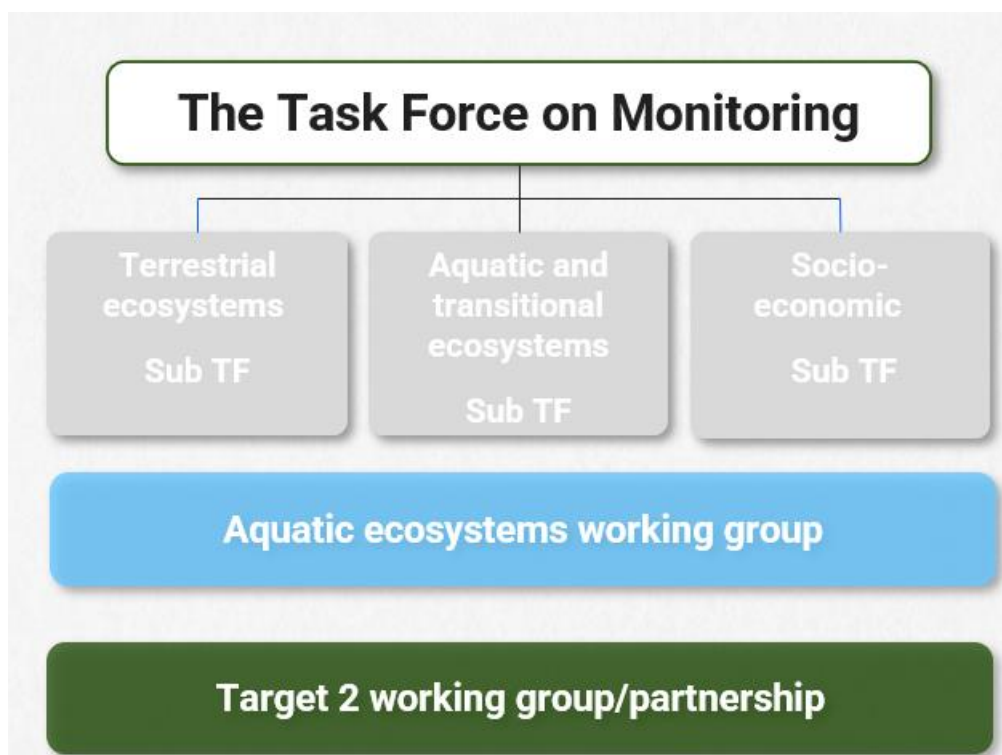 The Task Force on Monitoring
Terrestrial
ecosystems
Sub TF
Aquatic and
transitional
ecosystems
Sub TF
Socio-
economic
Sub TF
Aquatic ecosystems working group
Target 2 working group/partnership